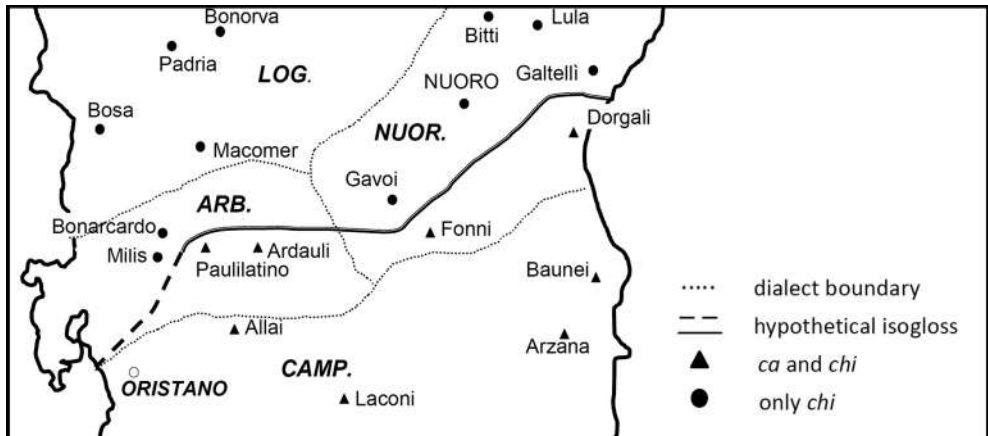 Bonorva
Bitti
Lula
Padria
LOG.
NUORO
Galtellì
Bosa
Dorgali
NUOR.
Macomer
Gavoi
ARB.
Bonarcardo
Fonni
Milis
Ardauli
Paulilatino
Baunei
dialect boundary
hypothetical isogloss
Allai
Arzana
ca and chi
CAMP.
ORISTANO
Laconi
only chi